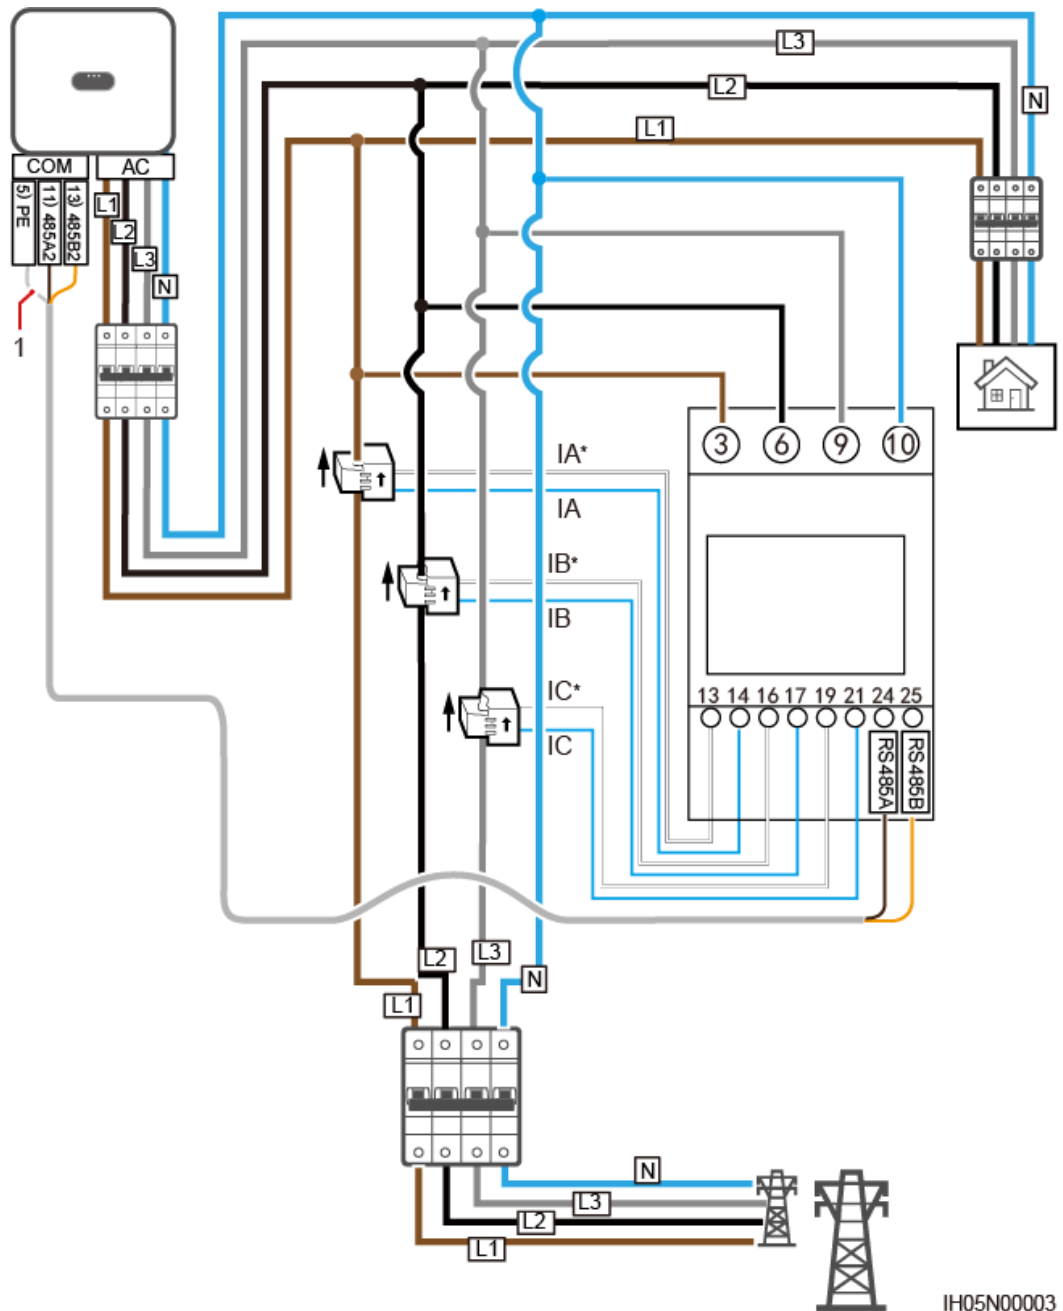 L3
L2
N
L1
COM
AC
5) PE
11) 485A2
13) 485B2
L1
L2
L3
N
1
3
6
9
10
IA*
IA
IB*
IB
IC*
IC
13 14 16 17 19 21 24 25
RS485A
RS485B
L2
L3
N
L1
N
L3
L2
L1
IH05N00003